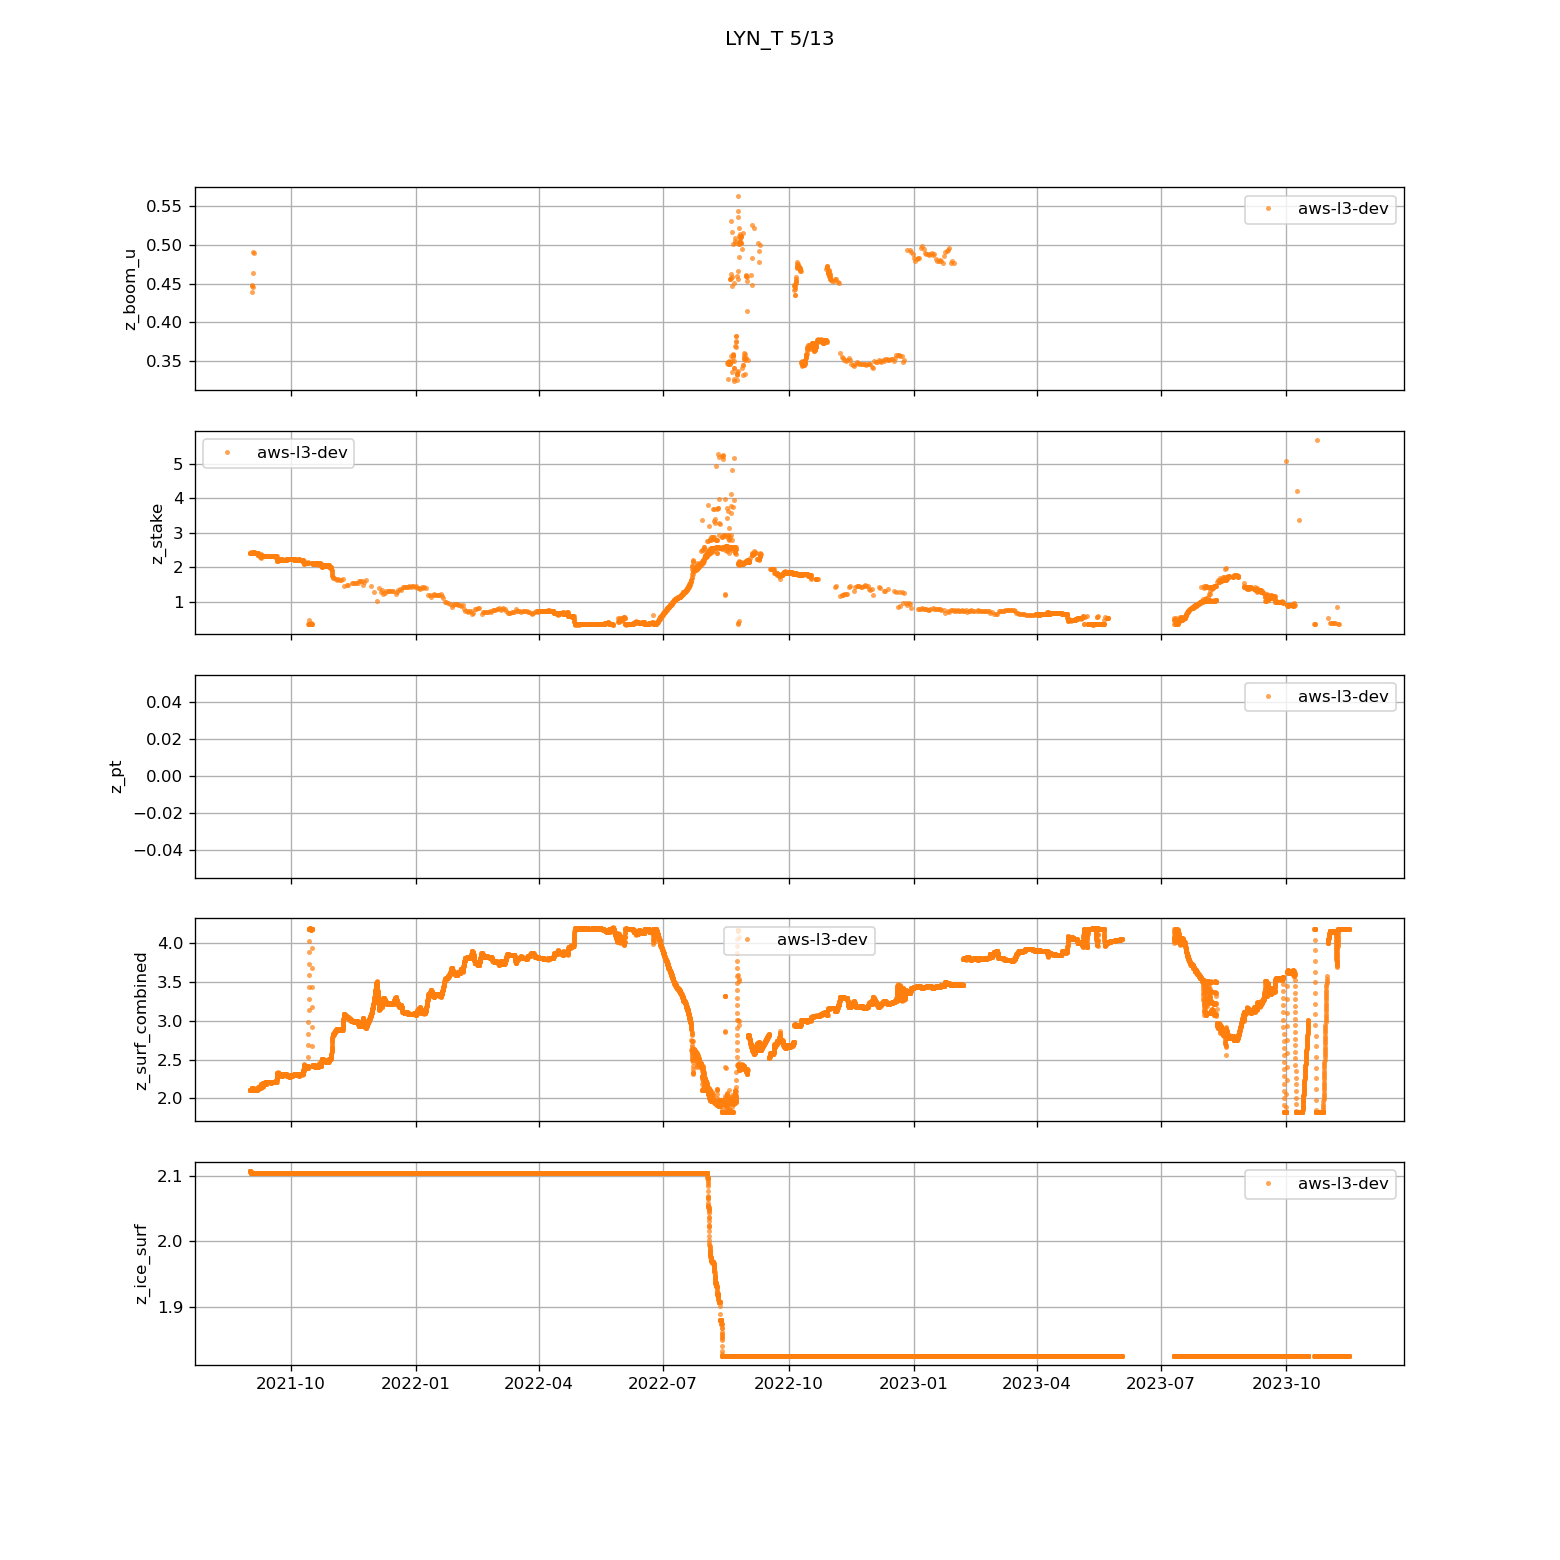 LYN_T 5/13
z_boom_u
0.55
0.50
0.45
0.40
0.35
aws-l3-dev
z_stake
5
4
3
2
1
aws-l3-dev
z_pt
0.04
0.02
0.00
−0.02
−0.04
aws-l3-dev
z_surf_combined
4.0
3.5
3.0
2.5
2.0
aws-l3-dev
z_ice_surf
2.1
2.0
1.9
aws-l3-dev
2021-10 2022-01 2022-04 2022-07 2022-10 2023-01 2023-04 2023-07 2023-10